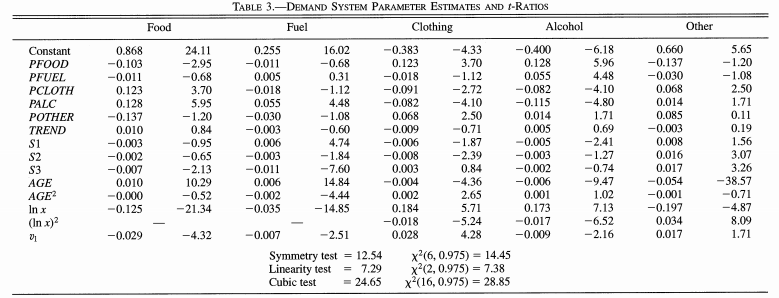 TABLE 3.—DEMAND SYSTEM PARAMETER ESTIMATES AND t-RATIOS
Food Fuel Clothing Alcohol Other
Constant 0.868 24.11 0.255 16.02 −0.383 −4.33 −0.400 −6.18 0.660 5.65
PFOOD −0.103 −2.95 −0.011 −0.68 0.123 3.70 0.128 5.96 −0.137 −1.20
PFUEL −0.011 −0.68 0.005 0.31 −0.018 −1.12 0.055 4.48 −0.030 −1.08
PCLOTH 0.123 3.70 −0.018 −1.12 −0.091 −2.72 −0.082 −4.10 0.068 2.50
PALC 0.128 5.95 0.055 4.48 −0.082 −4.10 −0.115 −4.80 0.014 1.71
POTHER −0.137 −1.20 −0.030 −1.08 0.068 2.50 0.014 1.71 0.085 0.11
TREND 0.010 0.84 −0.003 −0.60 −0.009 −0.71 0.005 0.69 −0.003 0.19
S1 −0.003 −0.95 0.006 4.74 −0.006 −1.87 −0.005 −2.41 0.008 1.56
S2 −0.002 −0.65 −0.003 −1.84 −0.008 −2.39 −0.003 −1.27 0.016 3.07
S3 −0.007 −2.13 −0.011 −7.60 0.003 0.84 −0.002 −0.74 0.017 3.26
AGE 0.010 10.29 0.006 14.84 −0.004 −4.36 −0.006 −9.47 −0.054 −38.57
AGE² −0.000 −0.52 −0.002 −4.44 0.002 2.65 0.001 1.02 −0.001 −0.71
ln x −0.125 −21.34 −0.035 −14.85 0.184 5.71 0.173 7.13 −0.197 −4.87
(ln x)² — — −0.018 −5.24 −0.017 −6.52 0.034 8.09
v₁ −0.029 −4.32 −0.007 −2.51 0.028 4.28 −0.009 −2.16 0.017 1.71
Symmetry test = 12.54 χ²(6, 0.975) = 14.45
Linearity test = 7.29 χ²(2, 0.975) = 7.38
Cubic test = 24.65 χ²(16, 0.975) = 28.85